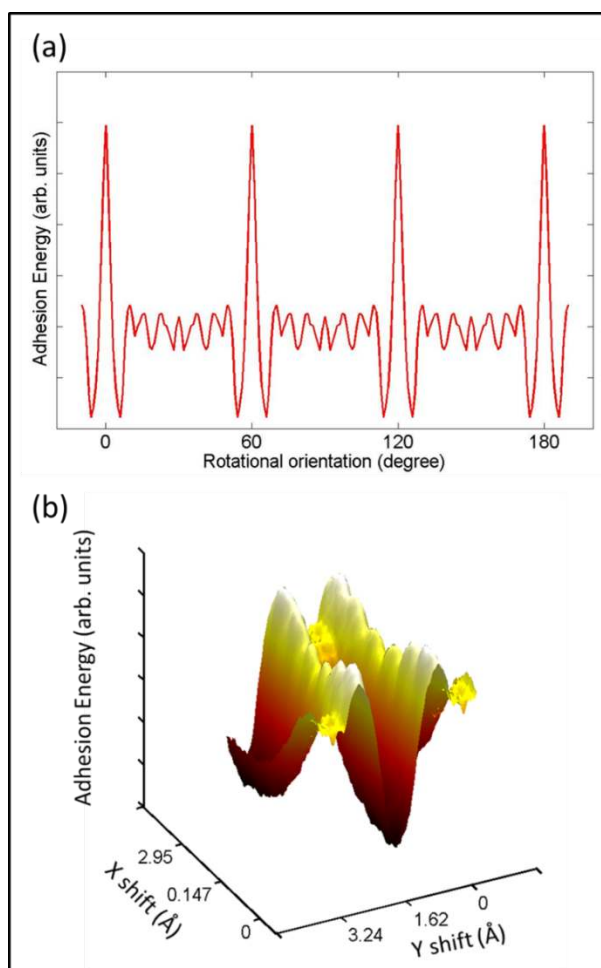 (a)
Adhesion Energy (arb. units)
0 60 120 180
Rotational orientation (degree)
(b)
Adhesion Energy (arb. units)
2.95
0.147
0
X shift (Å)
3.24 1.62 0
Y shift (Å)